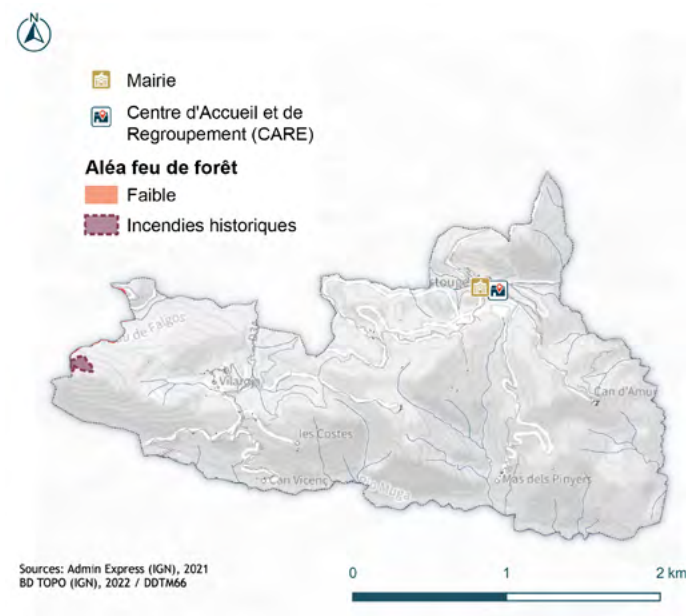 N
Mairie
Centre d'Accueil et de
Regroupement (CARE)
Aléa feu de forêt
Faible
Incendies historiques
de Falgos
Vilaroja
Can d'Amur
les Costes
Can Vicenç
Mas dels Pinyers
Muga
Sources: Admin Express (IGN), 2021
BD TOPO (IGN), 2022 / DDTM66
0 1 2 km